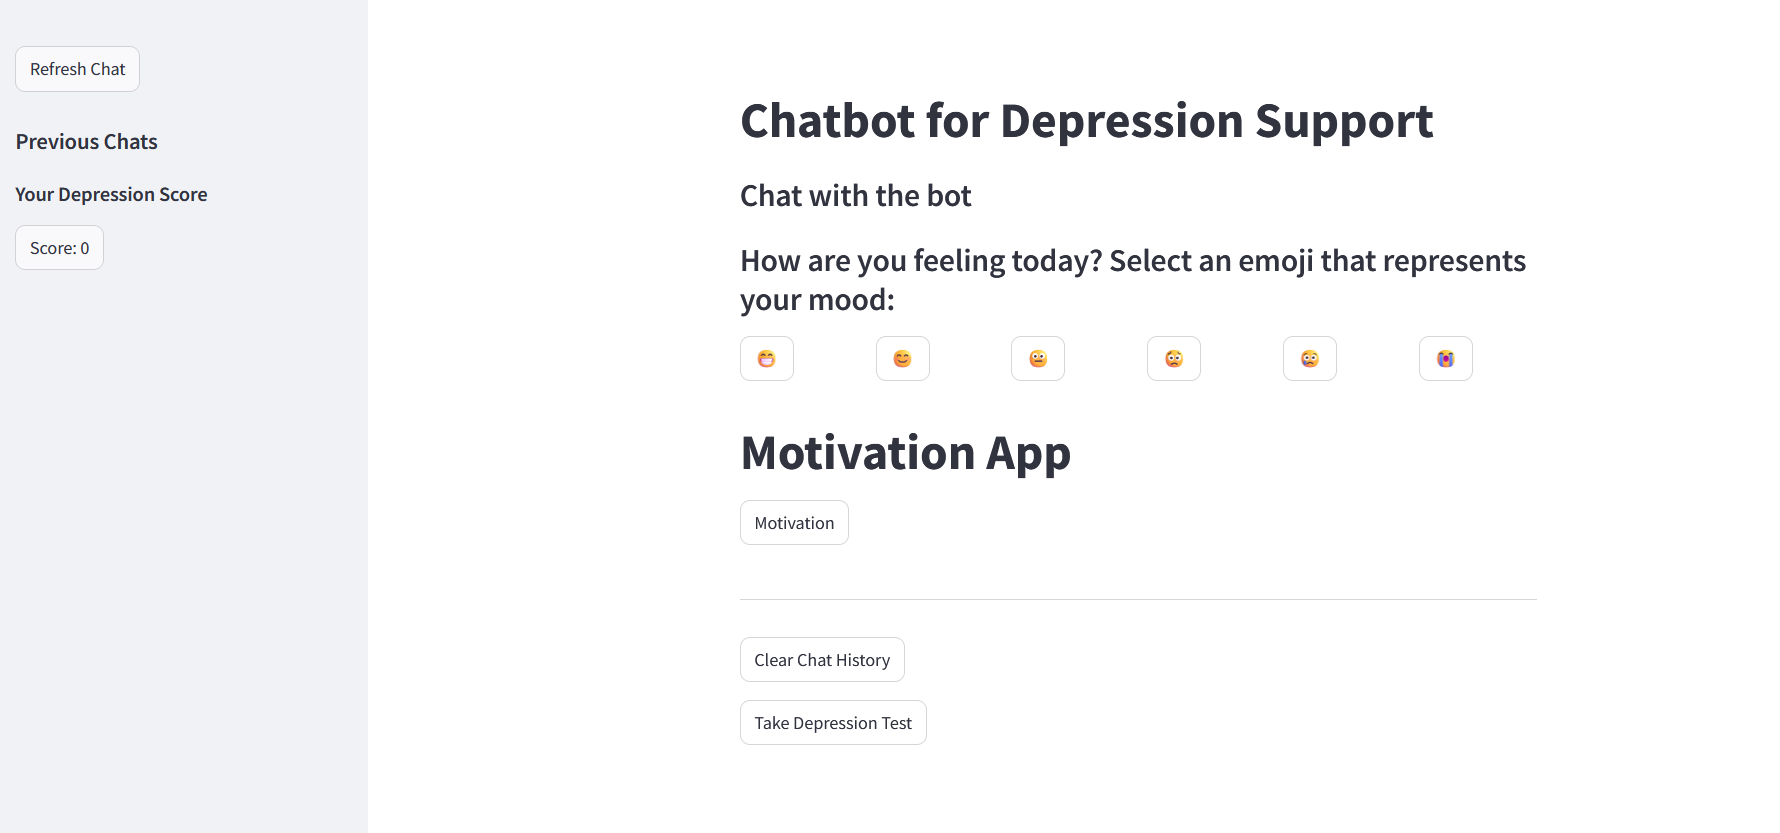 Refresh Chat
Previous Chats
Your Depression Score
Score: 0
Chatbot for Depression Support
Chat with the bot
How are you feeling today? Select an emoji that represents
your mood:
Motivation App
Motivation
Clear Chat History
Take Depression Test